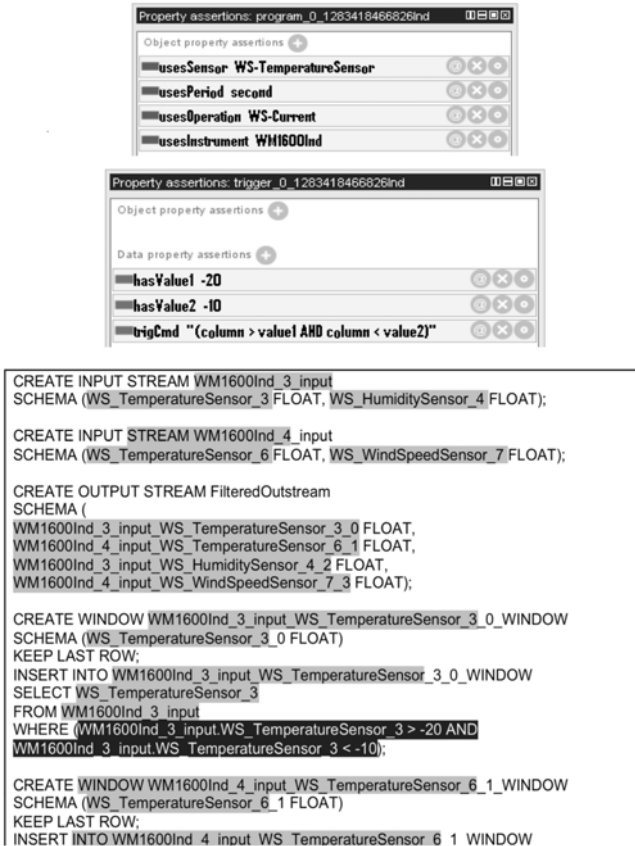 Property assertions: program_0_1283418466826Ind
Object property assertions
usesSensor WS-TemperatureSensor
usesPeriod second
usesOperation WS-Current
usesInstrument WM1600Ind
Property assertions: trigger_0_1283418466826Ind
Object property assertions
Data property assertions
hasValue1 -20
hasValue2 -10
trigCmd "(column > value1 AND column < value2)"
CREATE INPUT STREAM WM1600Ind_3_input
SCHEMA (WS_TemperatureSensor_3 FLOAT, WS_HumiditySensor_4 FLOAT);
CREATE INPUT STREAM WM1600Ind_4_input
SCHEMA (WS_TemperatureSensor_6 FLOAT, WS_WindSpeedSensor_7 FLOAT);
CREATE OUTPUT STREAM FilteredOutstream
SCHEMA (
WM1600Ind_3_input_WS_TemperatureSensor_3_0 FLOAT,
WM1600Ind_4_input_WS_TemperatureSensor_6_1 FLOAT,
WM1600Ind_3_input_WS_HumiditySensor_4_2 FLOAT,
WM1600Ind_4_input_WS_WindSpeedSensor_7_3 FLOAT);
CREATE WINDOW WM1600Ind_3_input_WS_TemperatureSensor_3_0_WINDOW
SCHEMA (WS_TemperatureSensor_3_0 FLOAT)
KEEP LAST ROW;
INSERT INTO WM1600Ind_3_input_WS_TemperatureSensor_3_0_WINDOW
SELECT WS_TemperatureSensor_3
FROM WM1600Ind_3_input
WHERE (WM1600Ind_3_input.WS_TemperatureSensor_3 > -20 AND
WM1600Ind_3_input.WS_TemperatureSensor_3 < -10);
CREATE WINDOW WM1600Ind_4_input_WS_TemperatureSensor_6_1_WINDOW
SCHEMA (WS_TemperatureSensor_6_1 FLOAT)
KEEP LAST ROW;
INSERT INTO WM1600Ind_4_input_WS_TemperatureSensor_6_1_WINDOW